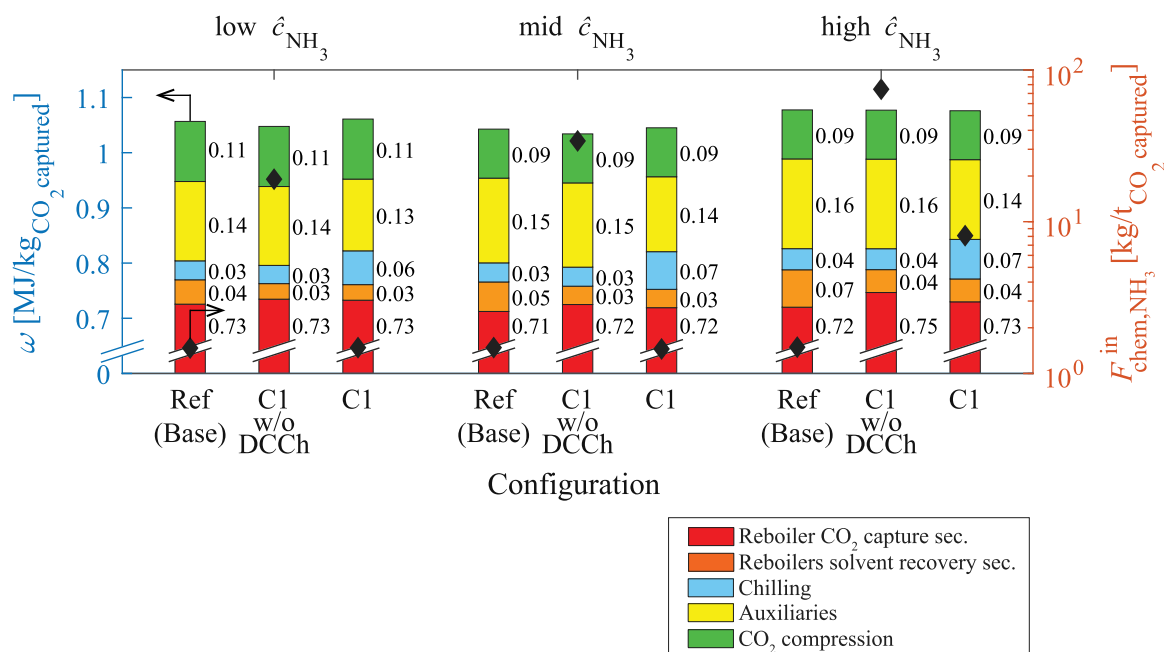 low ĉNH₃ mid ĉNH₃ high ĉNH₃
ω [MJ/kgCO₂ captured]
1.1
1
0.9
0.8
0.7
0
0.11 0.11 0.11 0.09 0.09 0.09 0.09 0.09 0.09
0.14 0.14 0.13 0.15 0.15 0.14 0.16 0.16 0.14
0.03 0.03 0.06 0.03 0.03 0.07 0.04 0.04 0.07
0.04 0.03 0.03 0.05 0.03 0.03 0.07 0.04 0.04
0.73 0.73 0.73 0.71 0.72 0.72 0.72 0.75 0.73
10²
10¹
10⁰
F in chem,NH₃ [kg/tCO₂ captured]
Ref C1 C1 Ref C1 C1 Ref C1 C1
(Base) w/o (Base) w/o (Base) w/o
DCCh DCCh DCCh
Configuration
Reboiler CO₂ capture sec.
Reboilers solvent recovery sec.
Chilling
Auxiliaries
CO₂ compression